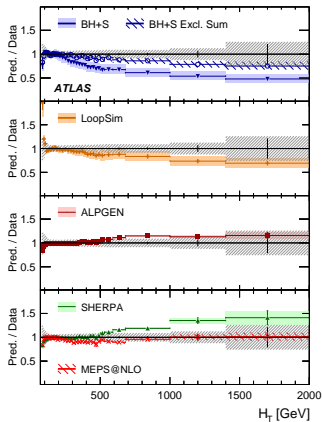 BH+S BH+S Excl. Sum
Pred. / Data
1.5
1
0.5
ATLAS
LoopSim
Pred. / Data
1.5
1
0.5
ALPGEN
Pred. / Data
1.5
1
0.5
SHERPA
Pred. / Data
1.5
1
0.5
MEPS@NLO
500 1000 1500 2000
H_T [GeV]